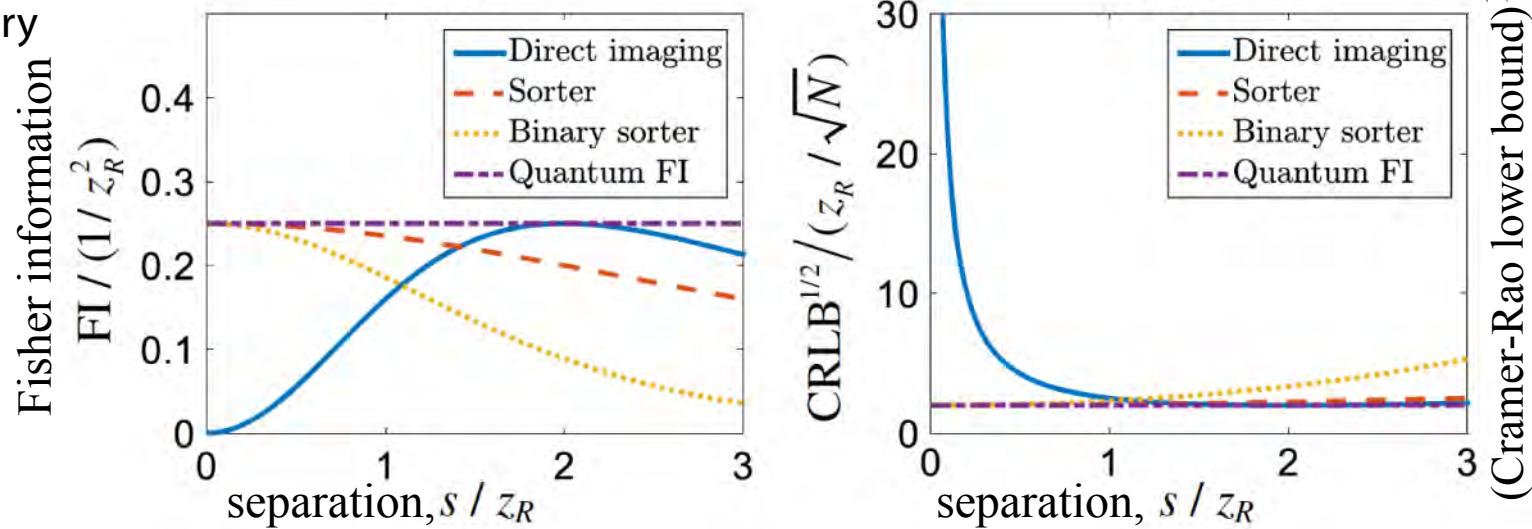 ry
Fisher information
FI / (1 / z_R^2)
0.4
0.3
0.2
0.1
0
Direct imaging
Sorter
Binary sorter
Quantum FI
0 1 2 3
separation, s / z_R
CRLB^{1/2} / (z_R / √N)
30
20
10
0
Direct imaging
Sorter
Binary sorter
Quantum FI
0 1 2 3
separation, s / z_R
(Cramer-Rao lower bound)